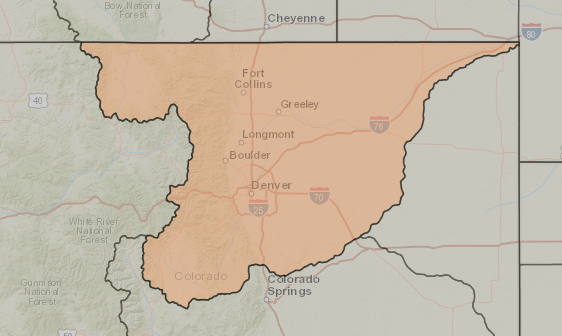 Bow National
Forest
Cheyenne
80
Fort
Collins
40
Greeley
76
Longmont
Boulder
Denver
70
25
White River
National
Forest
Colorado
Colorado
Springs
Gunnison
National
Forest
50